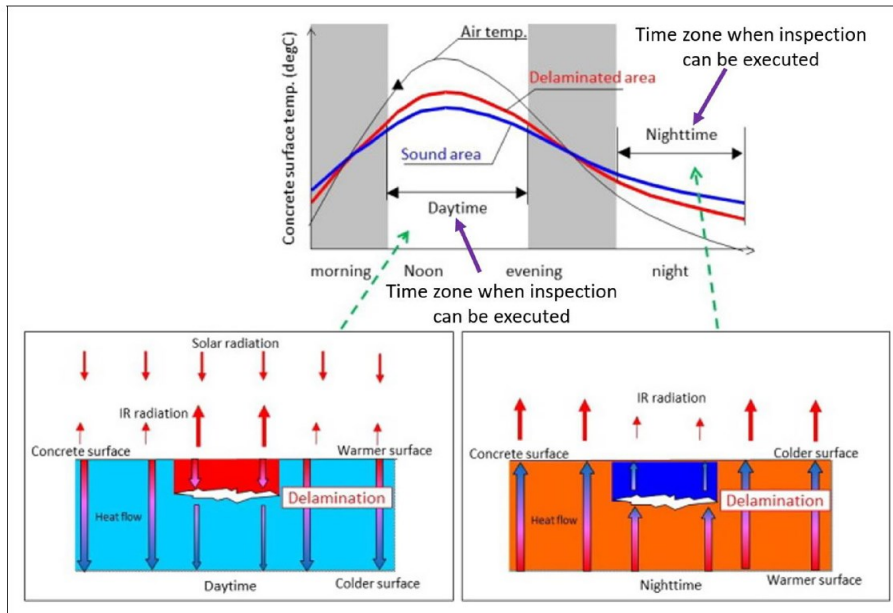 Concrete surface temp. (degC)
Air temp.
Delaminated area
Sound area
Time zone when inspection
can be executed
Nighttime
Daytime
morning Noon evening night
Time zone when inspection
can be executed
Solar radiation
IR radiation
Concrete surface Warmer surface
Delamination
Heat flow
Daytime Colder surface
IR radiation
Concrete surface Colder surface
Delamination
Heat flow
Nighttime Warmer surface